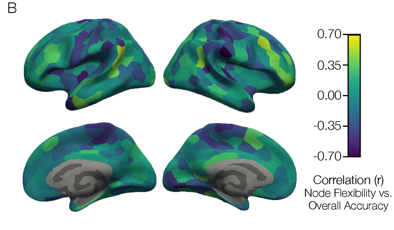 B
0.70
0.35
0.00
-0.35
-0.70
Correlation (r)
Node Flexibility vs.
Overall Accuracy